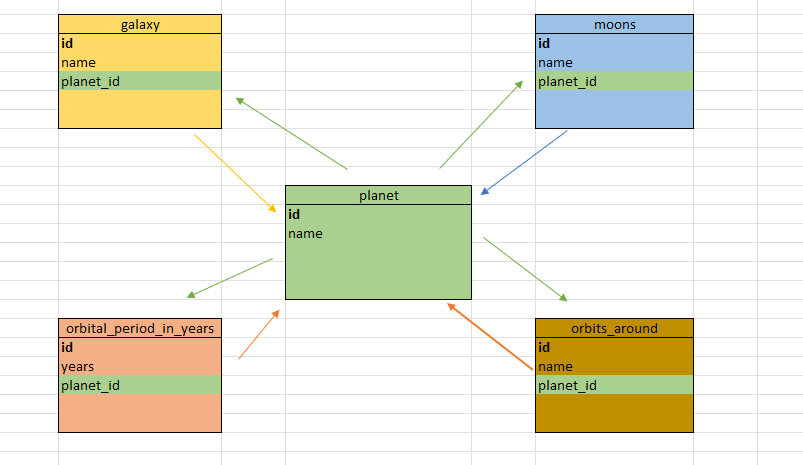 galaxy
id
name
planet_id
moons
id
name
planet_id
planet
id
name
orbital_period_in_years
id
years
planet_id
orbits_around
id
name
planet_id